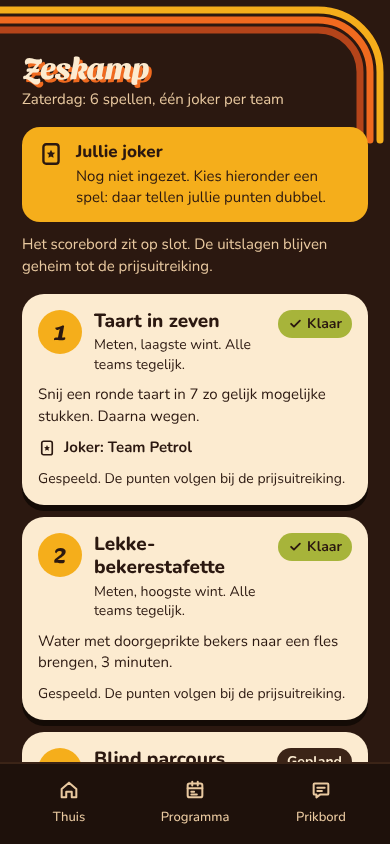 Zeskamp
Zaterdag: 6 spellen, één joker per team
Jullie joker
Nog niet ingezet. Kies hieronder een
spel: daar tellen jullie punten dubbel.
Het scorebord zit op slot. De uitslagen blijven
geheim tot de prijsuitreiking.
1
Taart in zeven
Klaar
Meten, laagste wint. Alle
teams tegelijk.
Snij een ronde taart in 7 zo gelijk mogelijke
stukken. Daarna wegen.
Joker: Team Petrol
Gespeeld. De punten volgen bij de prijsuitreiking.
2
Lekke-
bekerestafette
Klaar
Meten, hoogste wint. Alle
teams tegelijk.
Water met doorgeprikte bekers naar een fles
brengen, 3 minuten.
Gespeeld. De punten volgen bij de prijsuitreiking.
Blind parcours
Gepland
Thuis
Programma
Prikbord